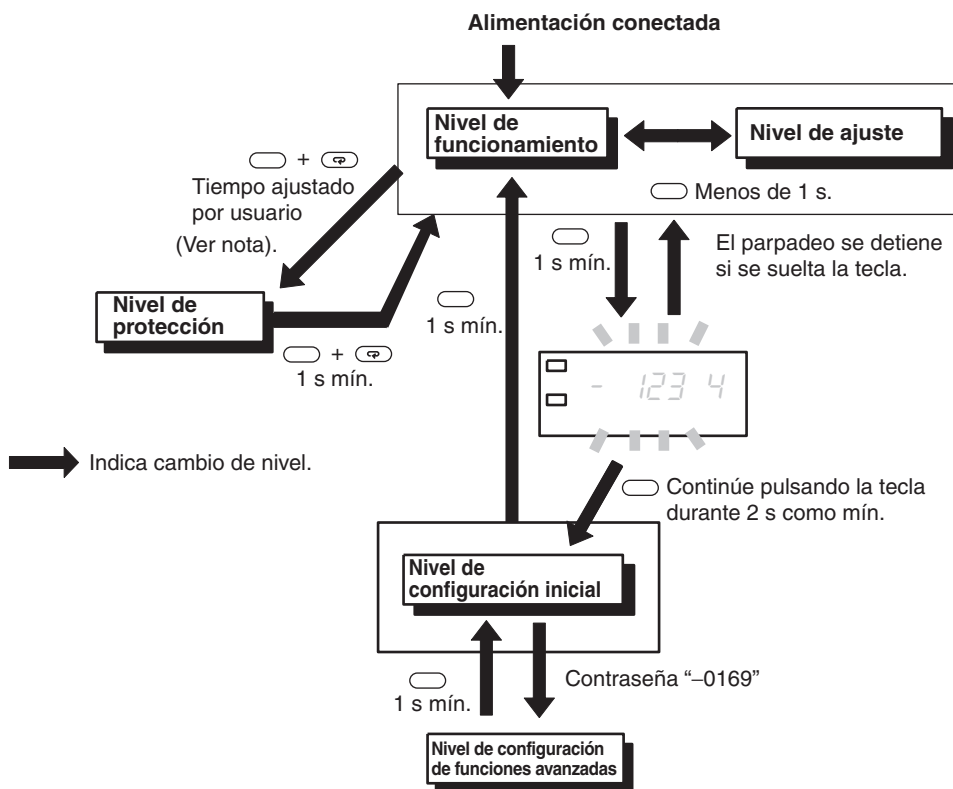 Alimentación conectada
Nivel de
funcionamiento
Nivel de ajuste
+
Tiempo ajustado
por usuario
(Ver nota).
Menos de 1 s.
1 s mín.
El parpadeo se detiene
si se suelta la tecla.
Nivel de
protección
+
1 s mín.
1 s mín.
- 123 4
Indica cambio de nivel.
Continúe pulsando la tecla
durante 2 s como mín.
Nivel de
configuración inicial
1 s mín.
Contraseña “–0169”
Nivel de configuración
de funciones avanzadas